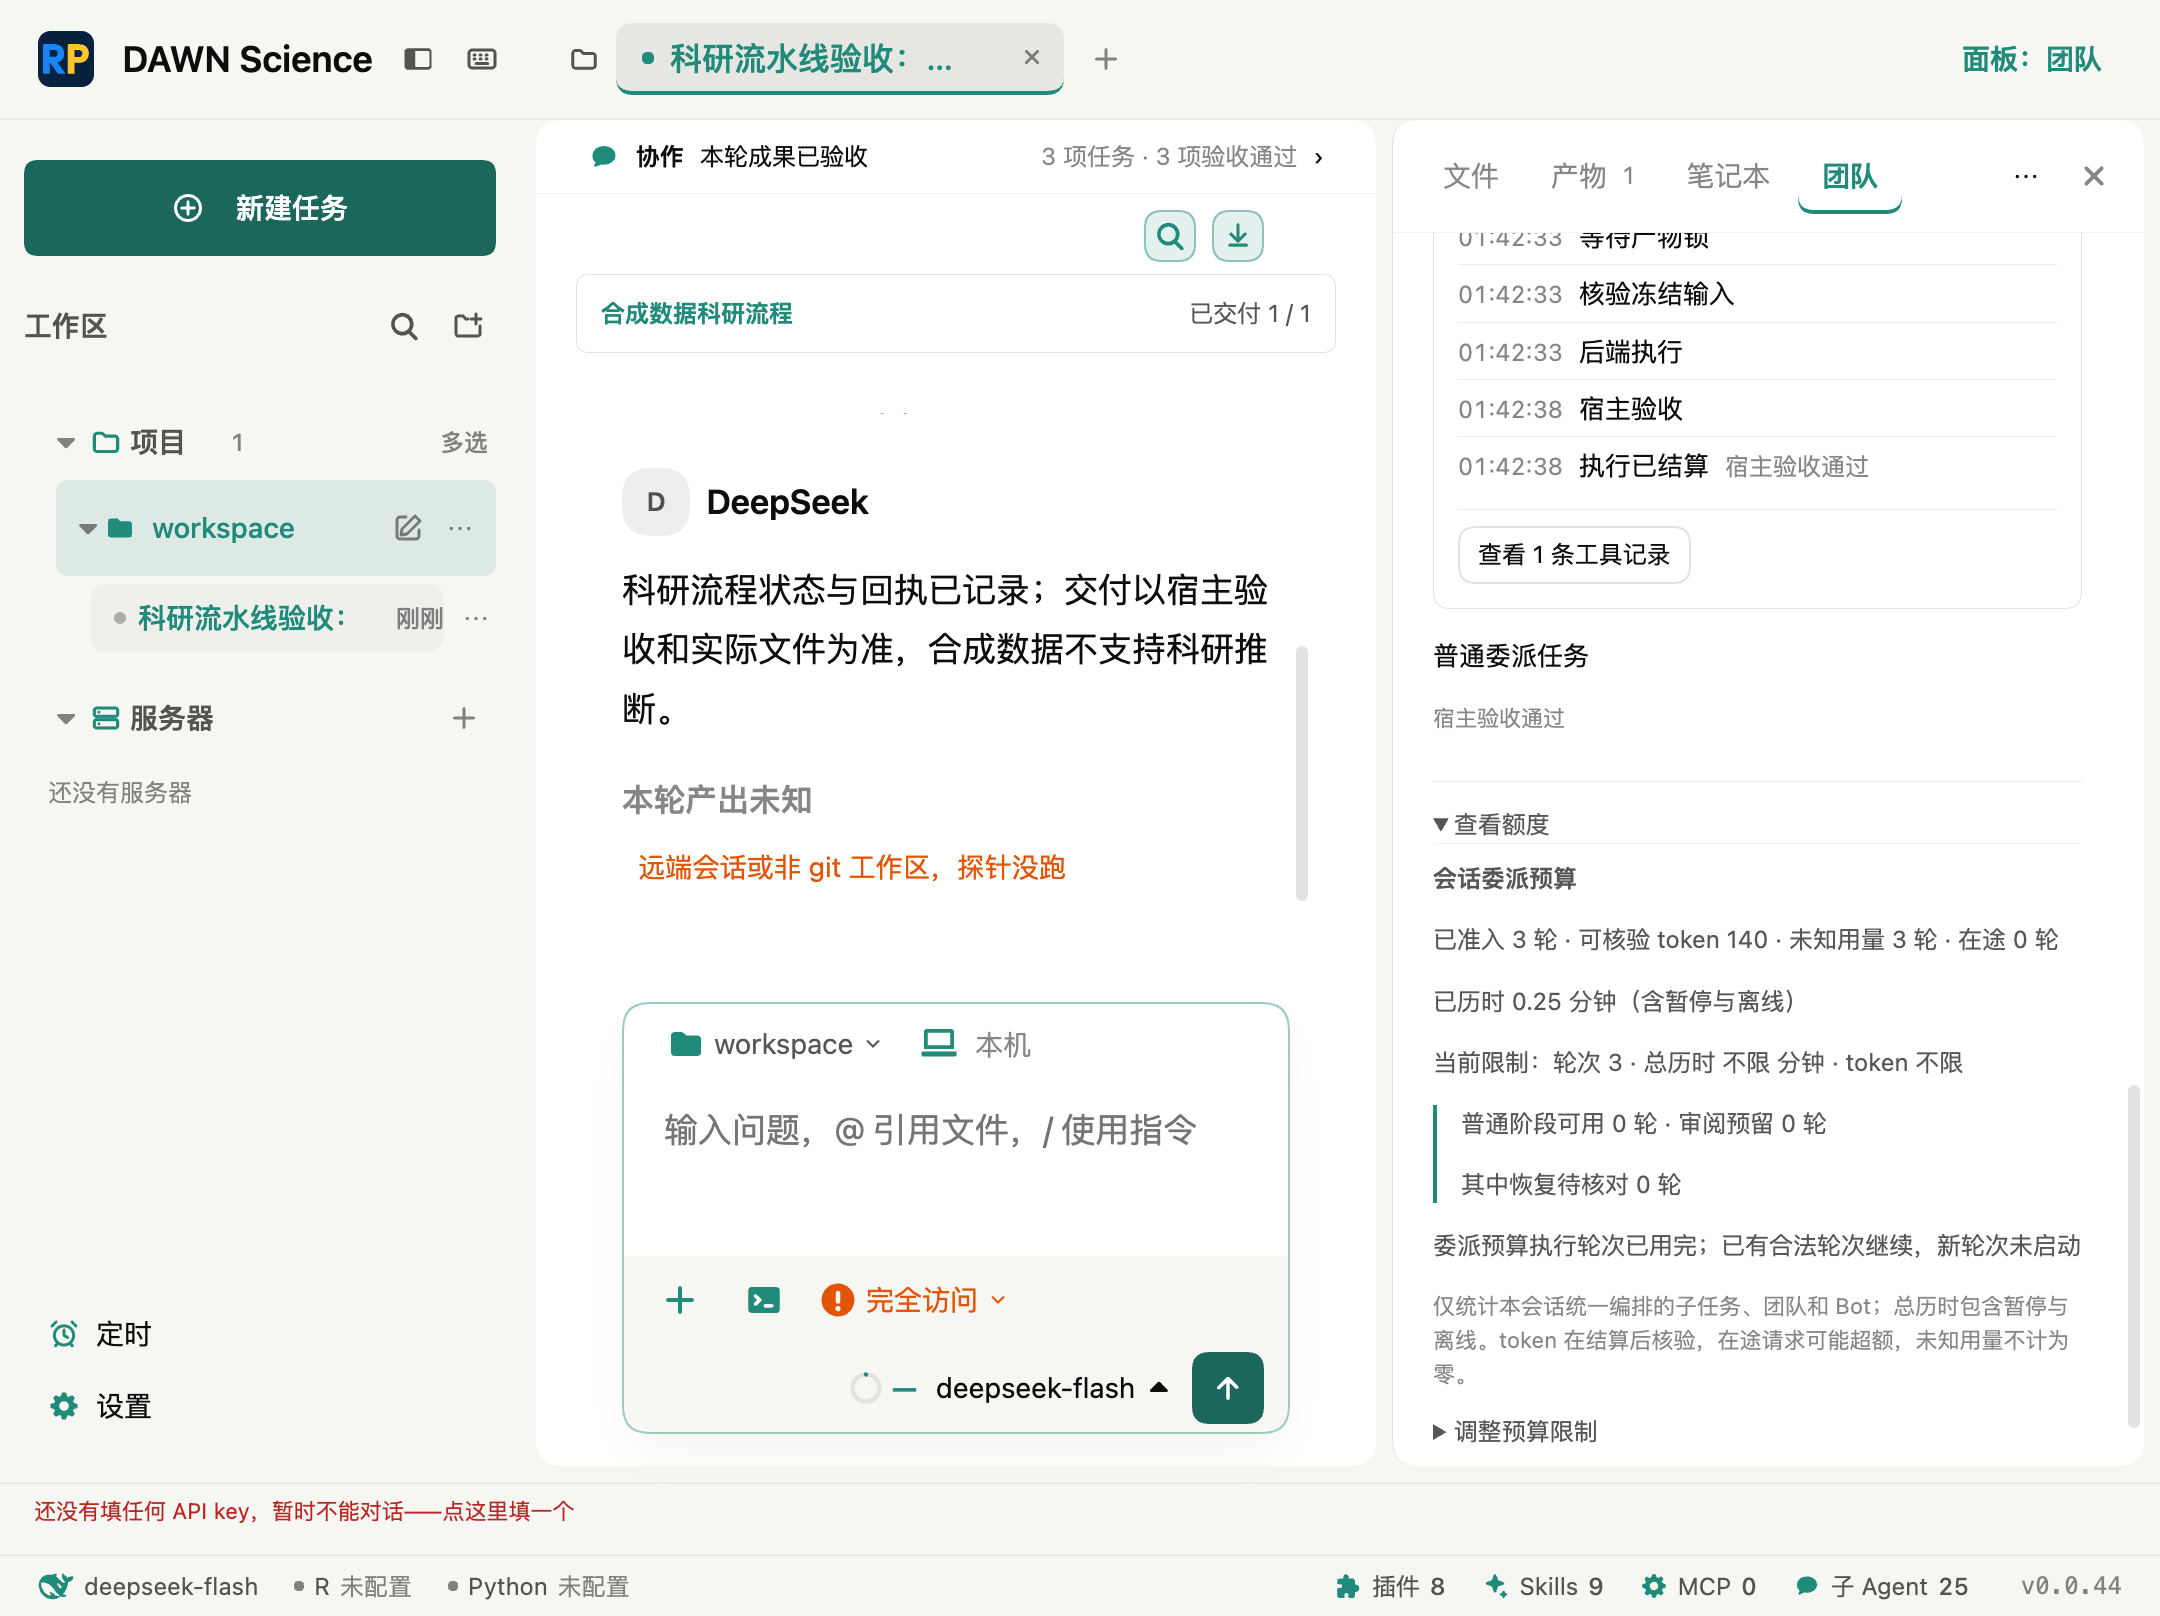 RP DAWN Science
科研流水线验收：...
面板：团队
新建任务
工作区
项目 1 多选
workspace
科研流水线验收： 刚刚
服务器
还没有服务器
定时
设置
协作 本轮成果已验收 3 项任务 · 3 项验收通过
合成数据科研流程 已交付 1 / 1
D DeepSeek
科研流程状态与回执已记录；交付以宿主验
收和实际文件为准，合成数据不支持科研推
断。
本轮产出未知
远端会话或非 git 工作区，探针没跑
workspace 本机
输入问题，@ 引用文件，/ 使用指令
完全访问
deepseek-flash
文件 产物 1 笔记本 团队
01:42:33 等待产物锁
01:42:33 核验冻结输入
01:42:33 后端执行
01:42:38 宿主验收
01:42:38 执行已结算 宿主验收通过
查看 1 条工具记录
普通委派任务
宿主验收通过
查看额度
会话委派预算
已准入 3 轮 · 可核验 token 140 · 未知用量 3 轮 · 在途 0 轮
已历时 0.25 分钟（含暂停与离线）
当前限制：轮次 3 · 总历时 不限 分钟 · token 不限
普通阶段可用 0 轮 · 审阅预留 0 轮
其中恢复待核对 0 轮
委派预算执行轮次已用完；已有合法轮次继续，新轮次未启动
仅统计本会话统一编排的子任务、团队和 Bot；总历时包含暂停与
离线。token 在结算后核验，在途请求可能超额，未知用量不计为
零。
调整预算限制
还没有填任何 API key，暂时不能对话——点这里填一个
deepseek-flash R 未配置 Python 未配置
插件 8 Skills 9 MCP 0 子 Agent 25 v0.0.44